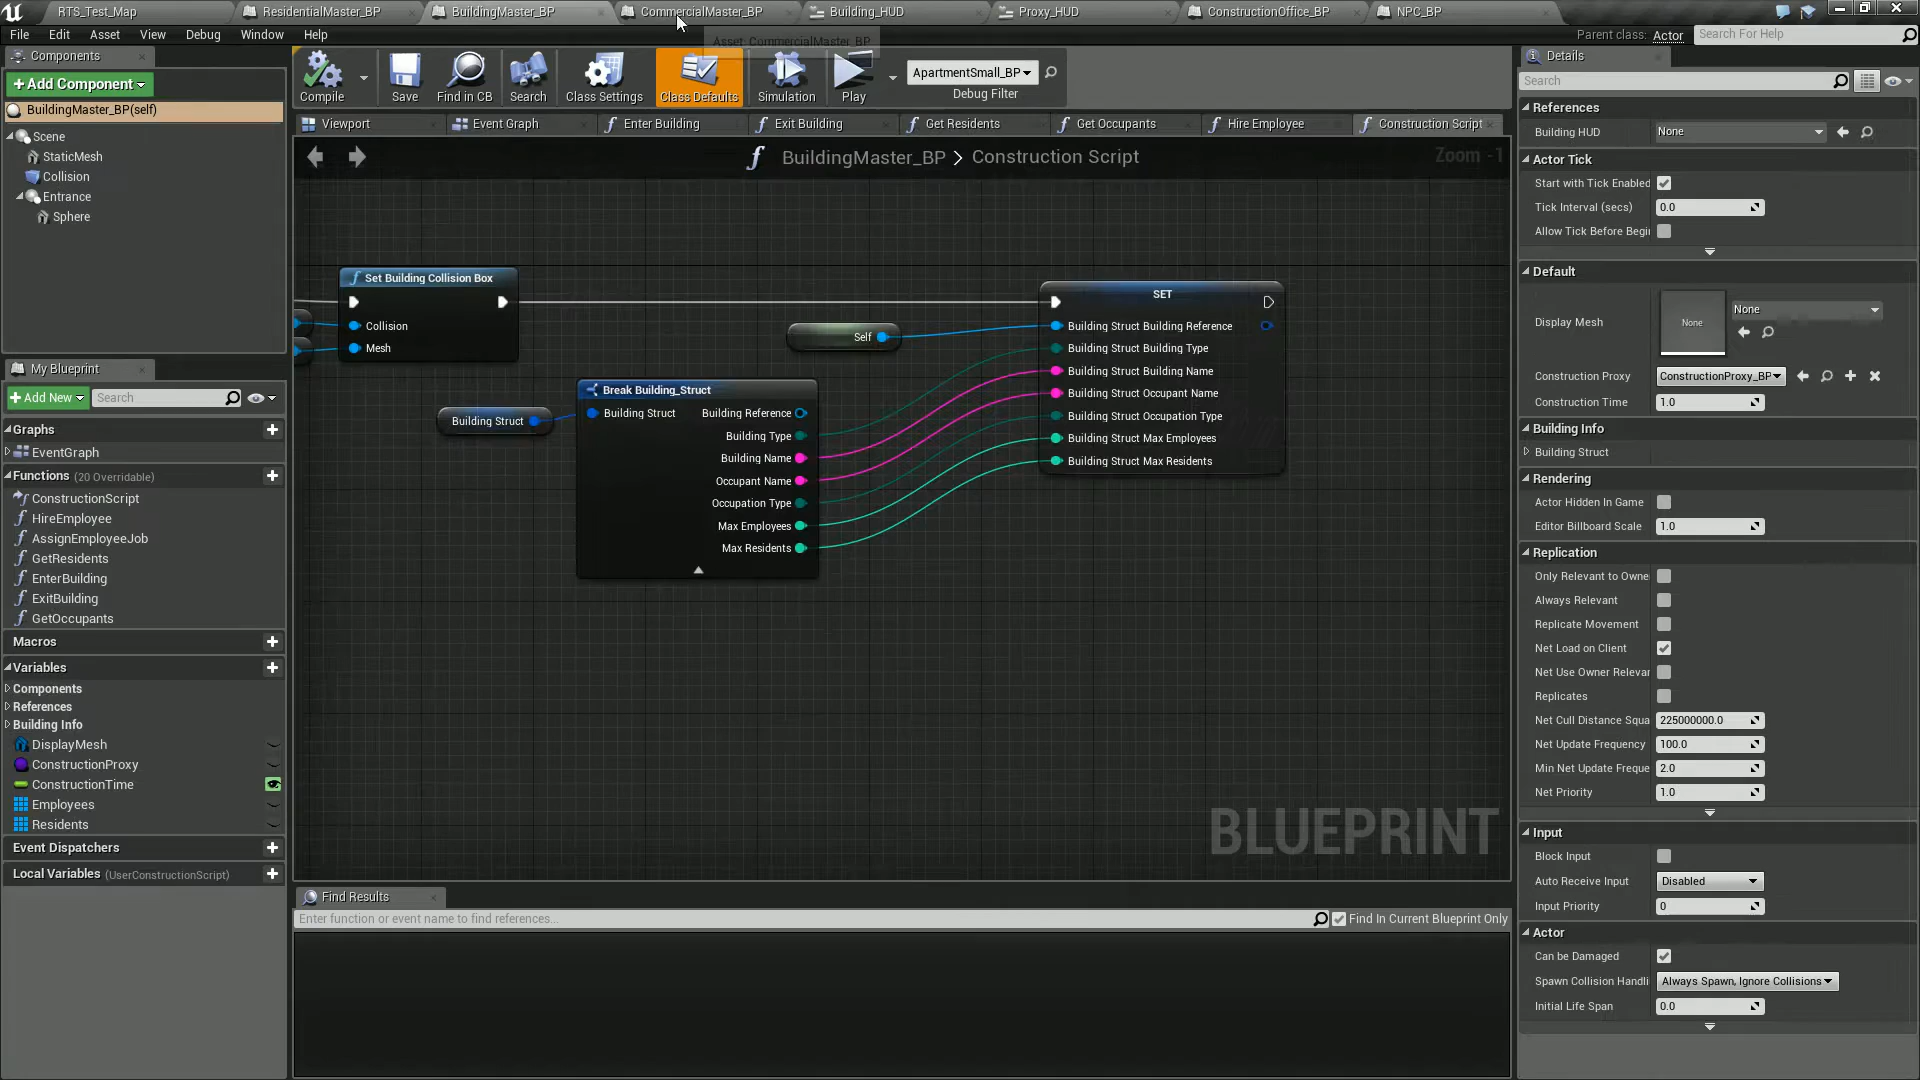 RTS_Test_Map
ResidentialMaster_BP
BuildingMaster_BP
CommercialMaster_BP
Building_HUD
Proxy_HUD
ConstructionOffice_BP
NPC_BP
File Edit Asset View Debug Window Help
Asset: CommercialMaster_BP
Parent class: Actor
Search For Help
Components
+Add Component
BuildingMaster_BP(self)
Scene
StaticMesh
Collision
Entrance
Sphere
Compile
Save
Find in CB
Search
Class Settings
Class Defaults
Simulation
Play
ApartmentSmall_BP
Debug Filter
Viewport
Event Graph
Enter Building
Exit Building
Get Residents
Get Occupants
Hire Employee
Construction Script
BuildingMaster_BP > Construction Script
Zoom -1
Set Building Collision Box
Collision
Mesh
Self
SET
Building Struct Building Reference
Building Struct Building Type
Building Struct Building Name
Building Struct Occupant Name
Building Struct Occupation Type
Building Struct Max Employees
Building Struct Max Residents
Building Struct
Break Building_Struct
Building Struct
Building Reference
Building Type
Building Name
Occupant Name
Occupation Type
Max Employees
Max Residents
BLUEPRINT
My Blueprint
+Add New
Search
Graphs
EventGraph
Functions (20 Overridable)
ConstructionScript
HireEmployee
AssignEmployeeJob
GetResidents
EnterBuilding
ExitBuilding
GetOccupants
Macros
Variables
Components
References
Building Info
DisplayMesh
ConstructionProxy
ConstructionTime
Employees
Residents
Event Dispatchers
Local Variables (UserConstructionScript)
Find Results
Enter function or event name to find references...
Find In Current Blueprint Only
Details
Search
References
Building HUD None
Actor Tick
Start with Tick Enabled
Tick Interval (secs) 0.0
Allow Tick Before Begi
Default
Display Mesh None None
Construction Proxy ConstructionProxy_BP
Construction Time 1.0
Building Info
Building Struct
Rendering
Actor Hidden In Game
Editor Billboard Scale 1.0
Replication
Only Relevant to Owne
Always Relevant
Replicate Movement
Net Load on Client
Net Use Owner Relevar
Replicates
Net Cull Distance Squa 225000000.0
Net Update Frequency 100.0
Min Net Update Freque 2.0
Net Priority 1.0
Input
Block Input
Auto Receive Input Disabled
Input Priority 0
Actor
Can be Damaged
Spawn Collision Handli Always Spawn, Ignore Collisions
Initial Life Span 0.0